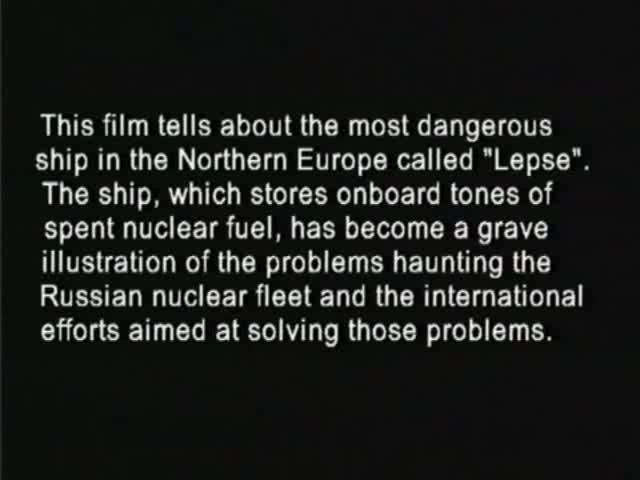 This film tells about the most dangerous
ship in the Northern Europe called "Lepse".
The ship, which stores onboard tones of
spent nuclear fuel, has become a grave
illustration of the problems haunting the
Russian nuclear fleet and the international
efforts aimed at solving those problems.